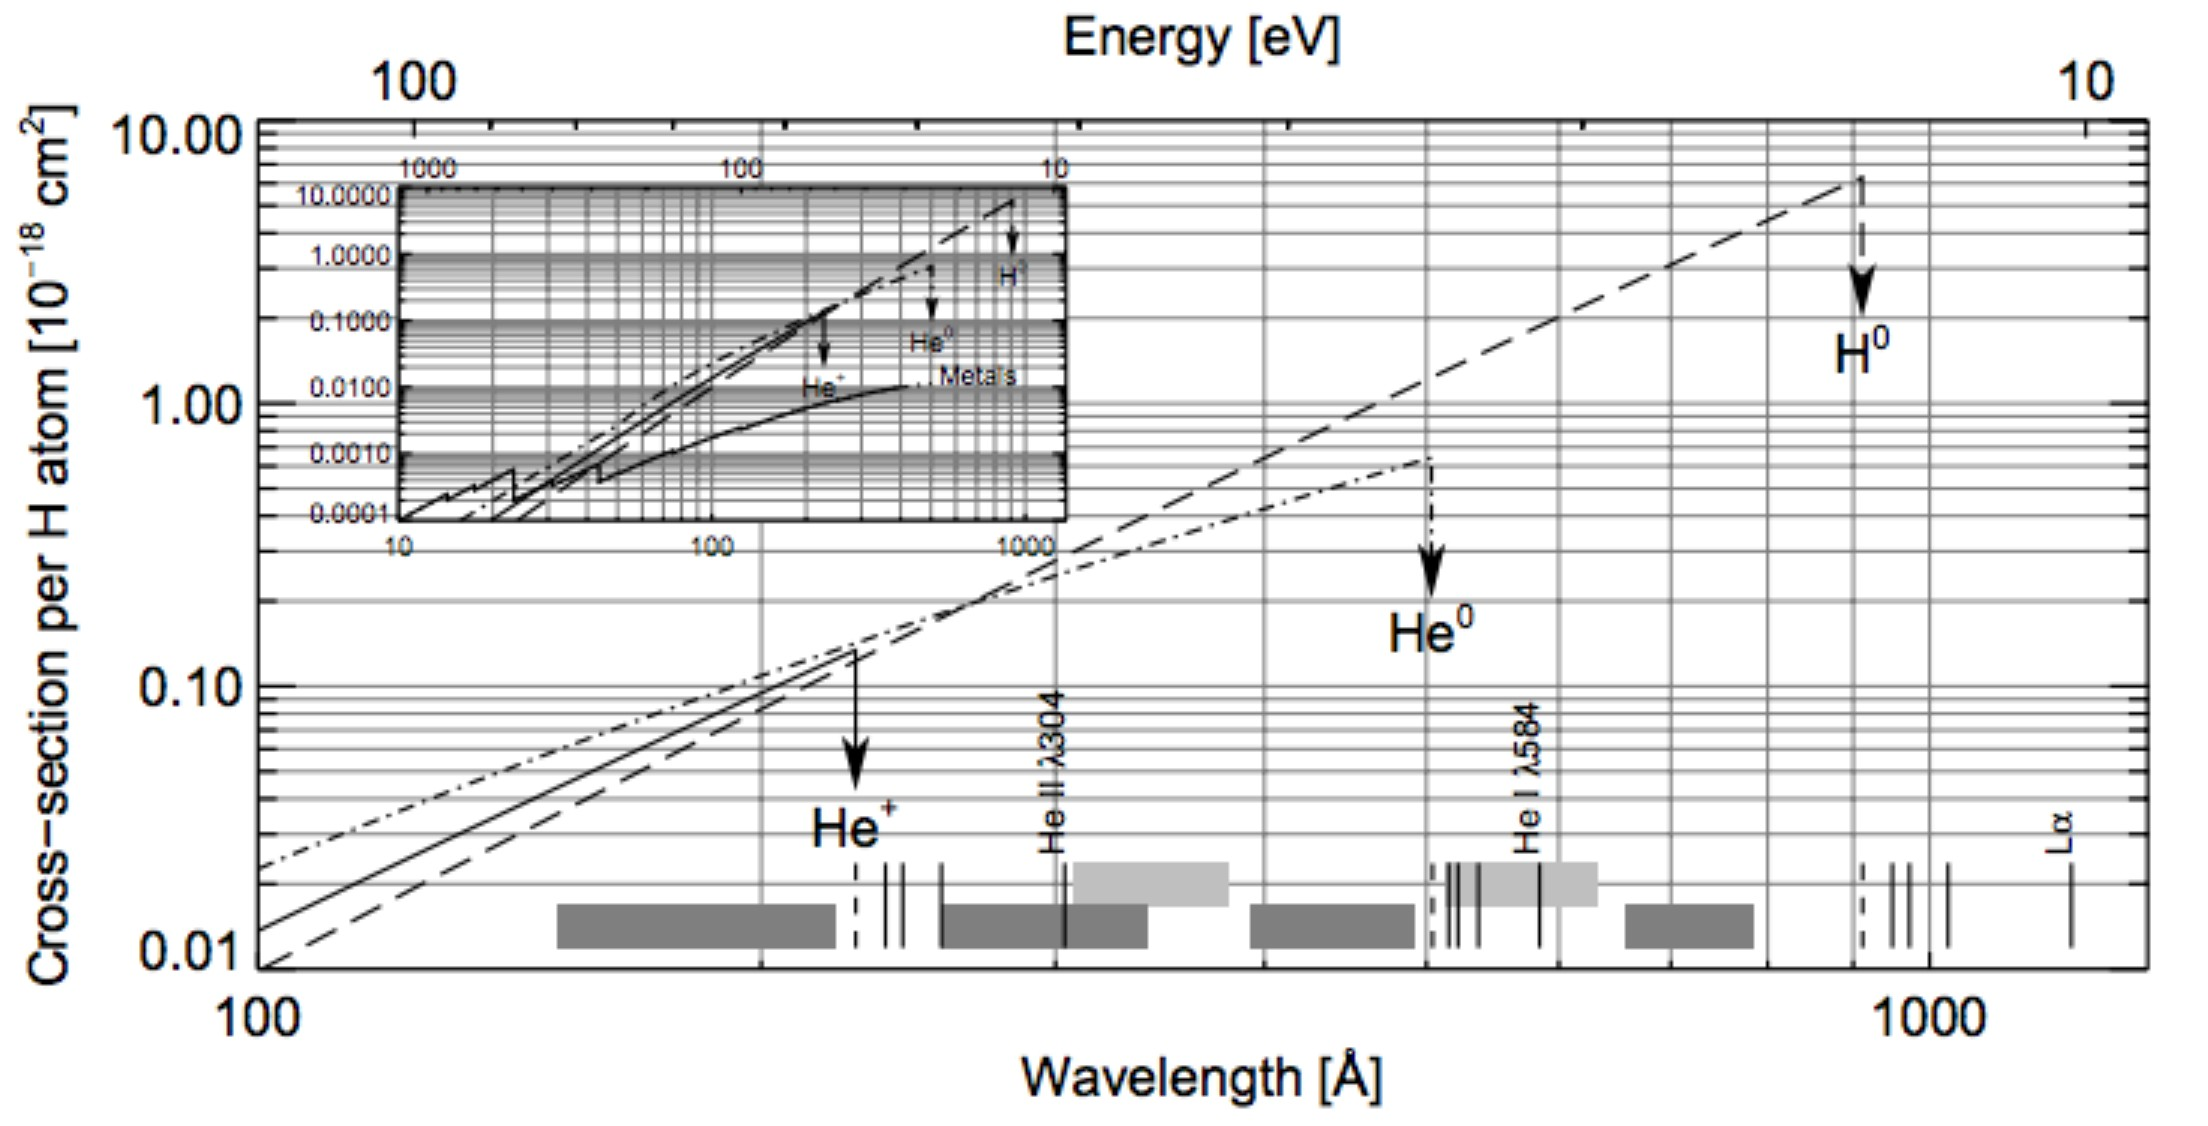 Energy [eV]
100 10
10.00
1000 100 10
10.0000
1.0000
H⁰
0.1000
He⁰
0.0100
He⁺
Metals
0.0010
0.0001
10 100 1000
H⁰
1.00
He⁰
0.10
He II λ304
He I λ584
He⁺
Lα
0.01
100 1000
Wavelength [Å]
Cross−section per H atom [10⁻¹⁸ cm²]